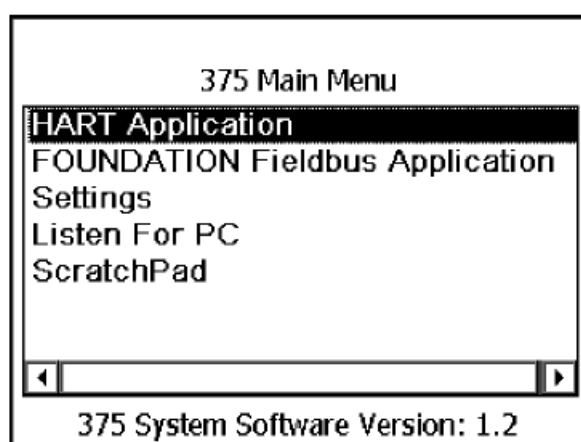 375 Main Menu
HART Application
FOUNDATION Fieldbus Application
Settings
Listen For PC
ScratchPad
375 System Software Version: 1.2